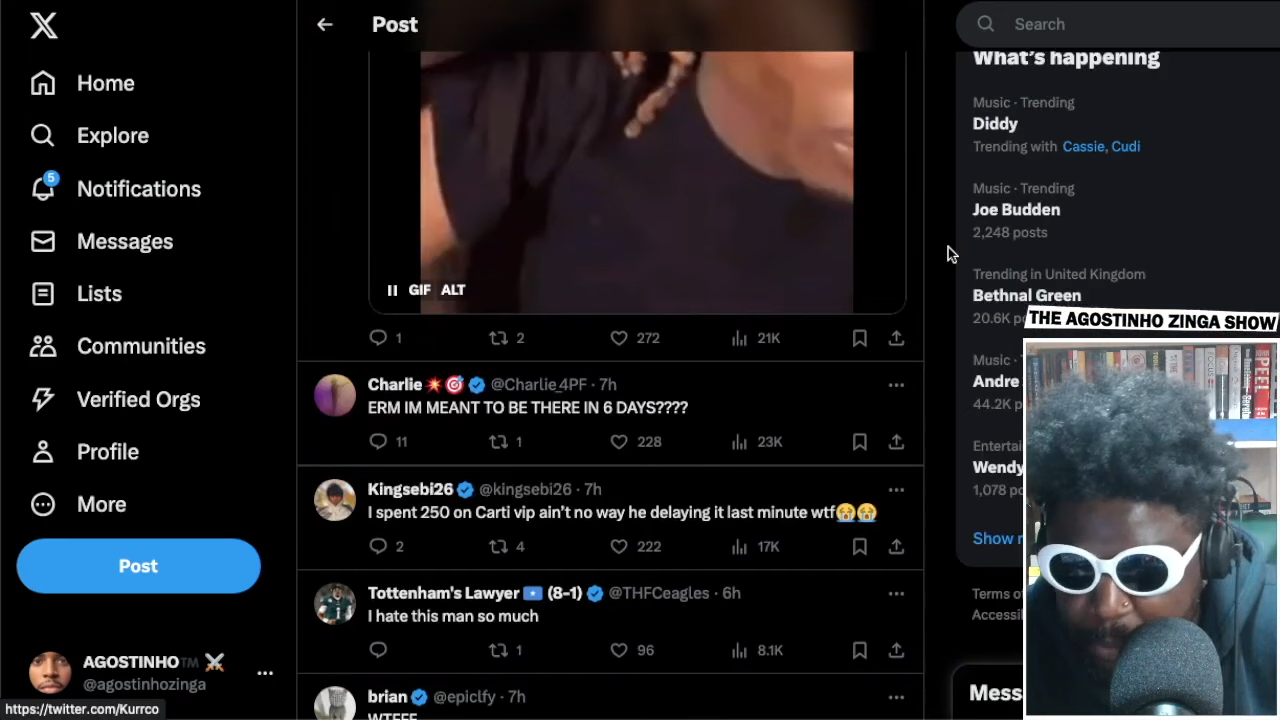 Home
Explore
5
Notifications
Messages
Lists
Communities
Verified Orgs
Profile
More
Post
AGOSTINHO™
@agostinhozinga
https://twitter.com/Kurrco
Post
GIF ALT
1 2 272 21K
Charlie @Charlie_4PF · 7h
ERM IM MEANT TO BE THERE IN 6 DAYS????
11 1 228 23K
Kingsebi26 @kingsebi26 · 7h
I spent 250 on Carti vip ain't no way he delaying it last minute wtf😭😭
2 4 222 17K
Tottenham's Lawyer (8-1) @THFCeagles · 6h
I hate this man so much
1 96 8.1K
brian @epiclfy · 7h
WTFFF
Search
What's happening
Music · Trending
Diddy
Trending with Cassie, Cudi
Music · Trending
Joe Budden
2,248 posts
Trending in United Kingdom
Bethnal Green
20.6K
Music ·
Andre
44.2K
Wendy
1,078
Show
Terms
THE AGOSTINHO ZINGA SHOW